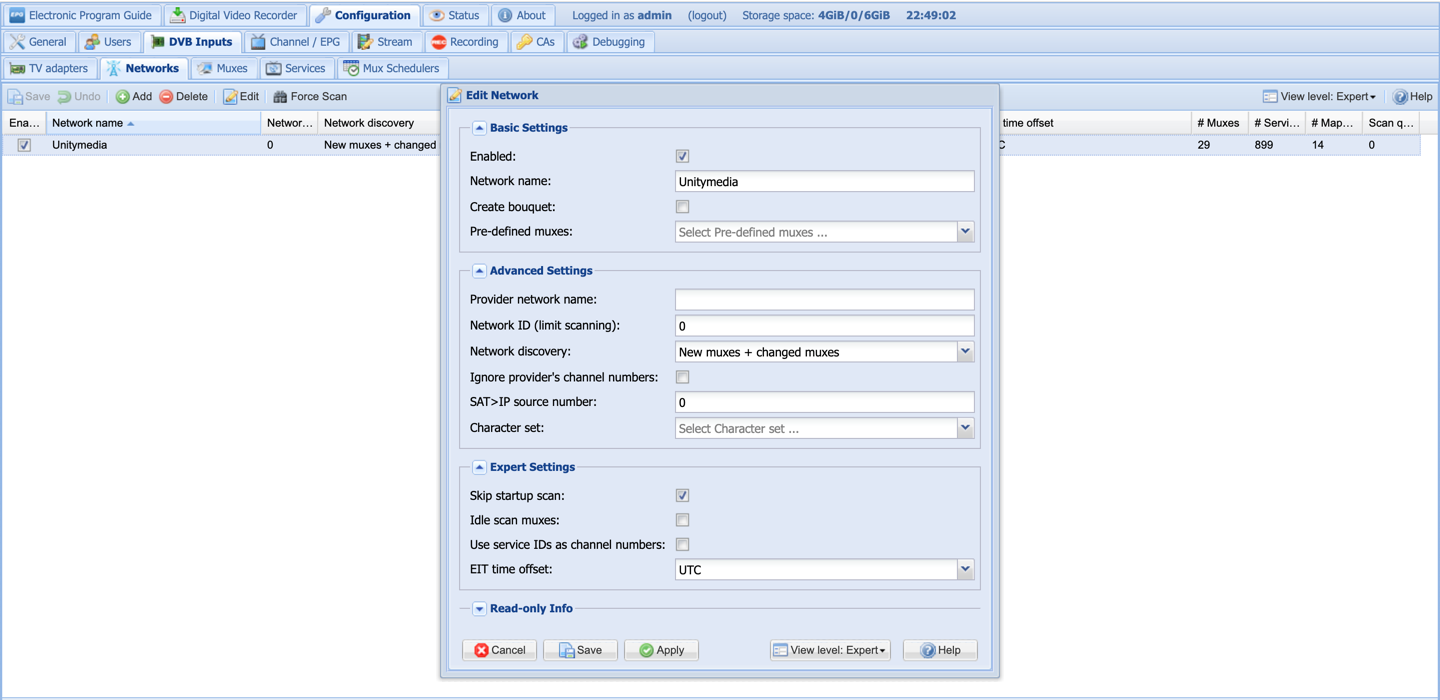 EPG Electronic Program Guide Digital Video Recorder Configuration Status About Logged in as admin (logout) Storage space: 4GiB/0/6GiB 22:49:02
General Users DVB Inputs Channel / EPG Stream REC Recording CAs Debugging
TV adapters Networks Muxes Services Mux Schedulers
Save Undo Add Delete Edit Force Scan View level: Expert Help
Edit Network
Ena... Network name Networ... Network discovery time offset # Muxes # Servi... # Map... Scan q...
Unitymedia 0 New muxes + changed C 29 899 14 0
Basic Settings
Enabled:
Network name: Unitymedia
Create bouquet:
Pre-defined muxes: Select Pre-defined muxes ...
Advanced Settings
Provider network name:
Network ID (limit scanning): 0
Network discovery: New muxes + changed muxes
Ignore provider's channel numbers:
SAT>IP source number: 0
Character set: Select Character set ...
Expert Settings
Skip startup scan:
Idle scan muxes:
Use service IDs as channel numbers:
EIT time offset: UTC
Read-only Info
Cancel Save Apply View level: Expert Help